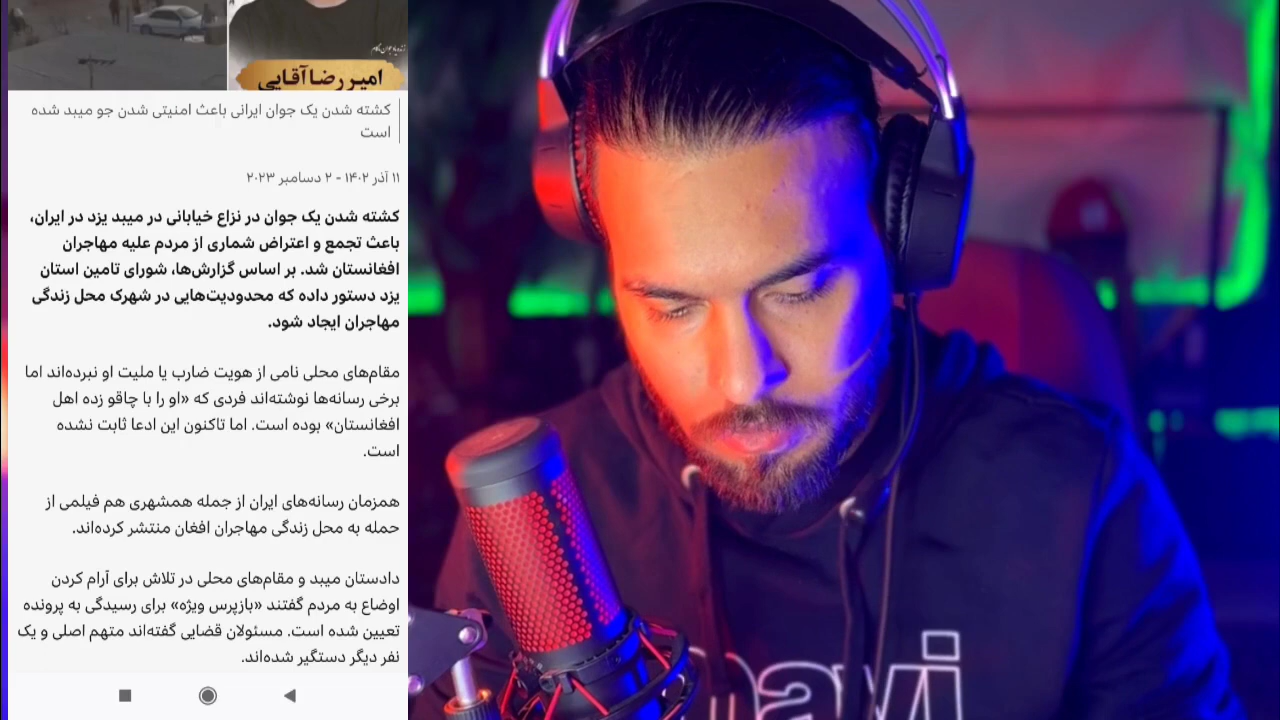 امیررضا آقایی
کشته شدن یک جوان ایرانی باعث امنیتی شدن جو میبد شده
است
۱۱ آذر ۱۴۰۲ - ۲ دسامبر ۲۰۲۳
کشته شدن یک جوان در نزاع خیابانی در میبد یزد در ایران،
باعث تجمع و اعتراض شماری از مردم علیه مهاجران
افغانستان شد. بر اساس گزارش‌ها، شورای تامین استان
یزد دستور داده که محدودیت‌هایی در شهرک محل زندگی
مهاجران ایجاد شود.
مقام‌های محلی نامی از هویت ضارب یا ملیت او نبرده‌اند اما
برخی رسانه‌ها نوشته‌اند فردی که «او را با چاقو زده اهل
افغانستان» بوده است. اما تاکنون این ادعا ثابت نشده
است.
همزمان رسانه‌های ایران از جمله همشهری هم فیلمی از
حمله به محل زندگی مهاجران افغان منتشر کرده‌اند.
دادستان میبد و مقام‌های محلی در تلاش برای آرام کردن
اوضاع به مردم گفتند «بازپرس ویژه» برای رسیدگی به پرونده
تعیین شده است. مسئولان قضایی گفته‌اند متهم اصلی و یک
نفر دیگر دستگیر شده‌اند.